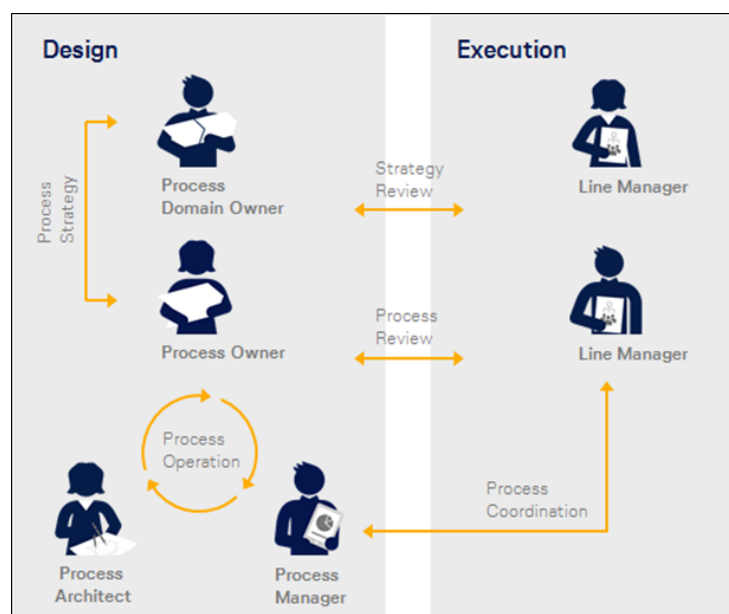 Design
Execution
Process
Strategy
Process
Domain Owner
Strategy
Review
Line Manager
Process Owner
Process
Review
Line Manager
Process
Operation
Process
Coordination
Process
Architect
Process
Manager